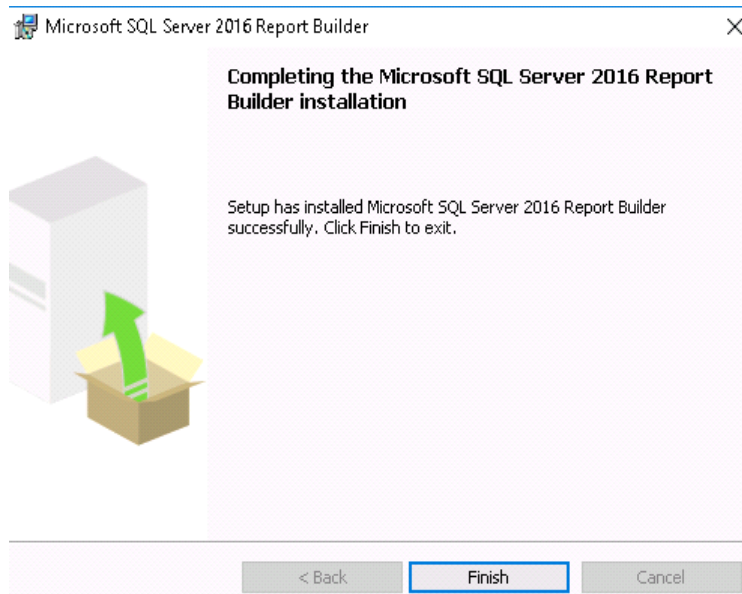 Microsoft SQL Server 2016 Report Builder
Completing the Microsoft SQL Server 2016 Report
Builder installation
Setup has installed Microsoft SQL Server 2016 Report Builder
successfully. Click Finish to exit.
< Back Finish Cancel